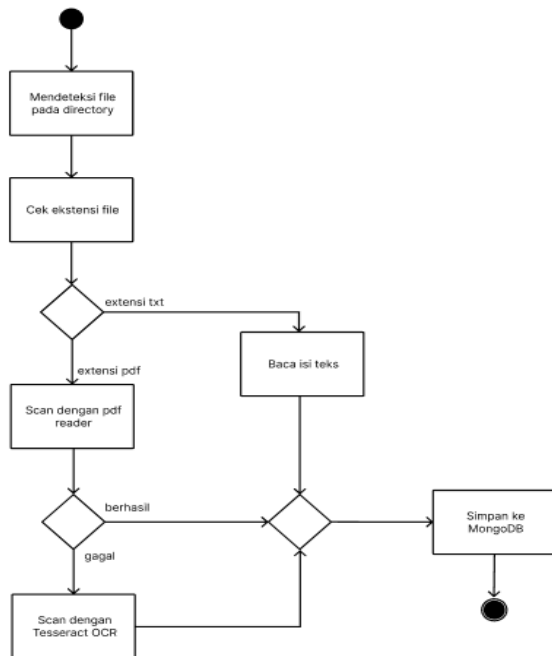 Mendeteksi file
pada directory
Cek ekstensi file
extensi txt
extensi pdf
Baca isi teks
Scan dengan pdf
reader
berhasil
gagal
Simpan ke
MongoDB
Scan dengan
Tesseract OCR